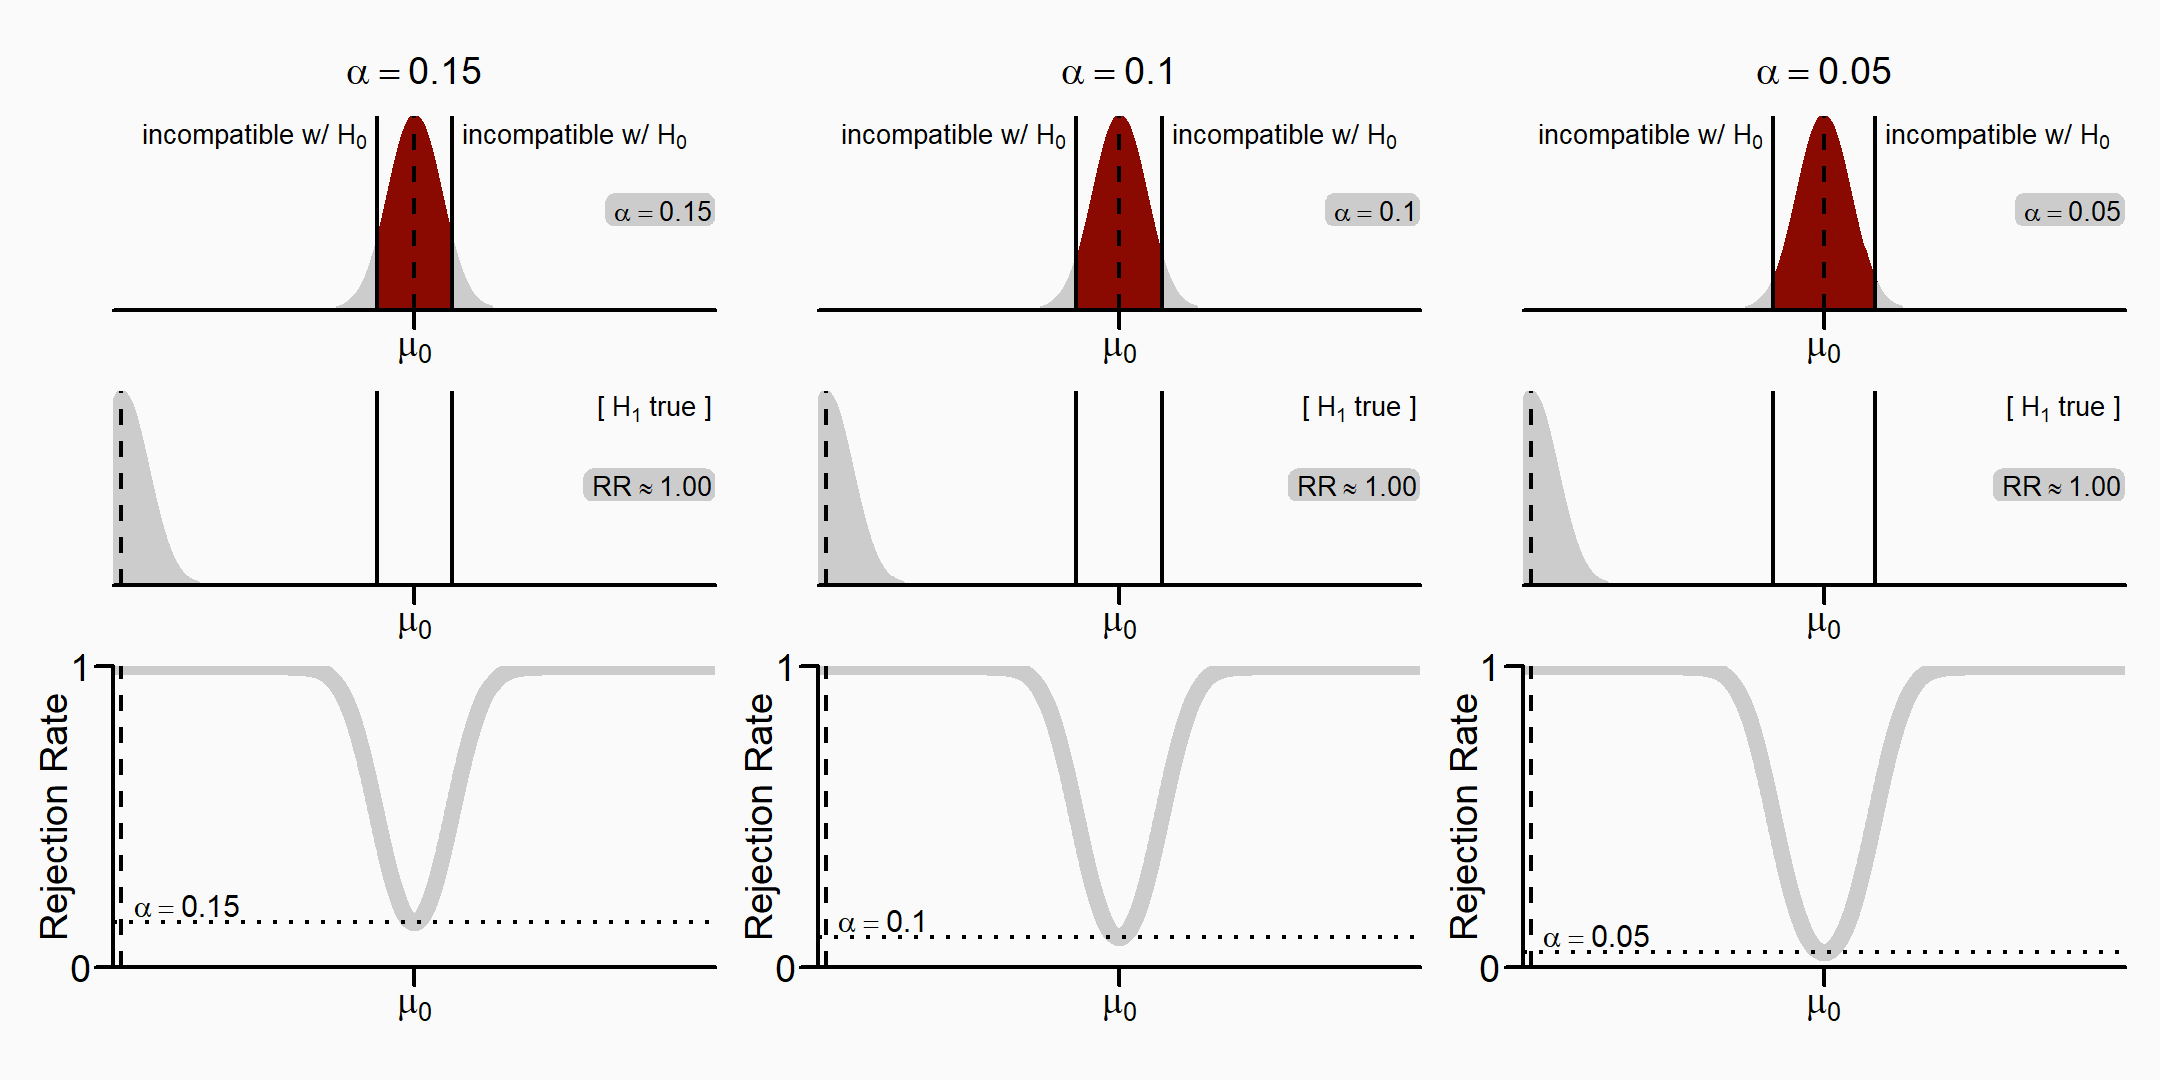 α = 0.15
incompatible w/ H₀
incompatible w/ H₀
α = 0.15
μ₀
[ H₁ true ]
RR ≈ 1.00
μ₀
1
Rejection Rate
α = 0.15
0
μ₀
α = 0.1
incompatible w/ H₀
incompatible w/ H₀
α = 0.1
μ₀
[ H₁ true ]
RR ≈ 1.00
μ₀
1
Rejection Rate
α = 0.1
0
μ₀
α = 0.05
incompatible w/ H₀
incompatible w/ H₀
α = 0.05
μ₀
[ H₁ true ]
RR ≈ 1.00
μ₀
1
Rejection Rate
α = 0.05
0
μ₀